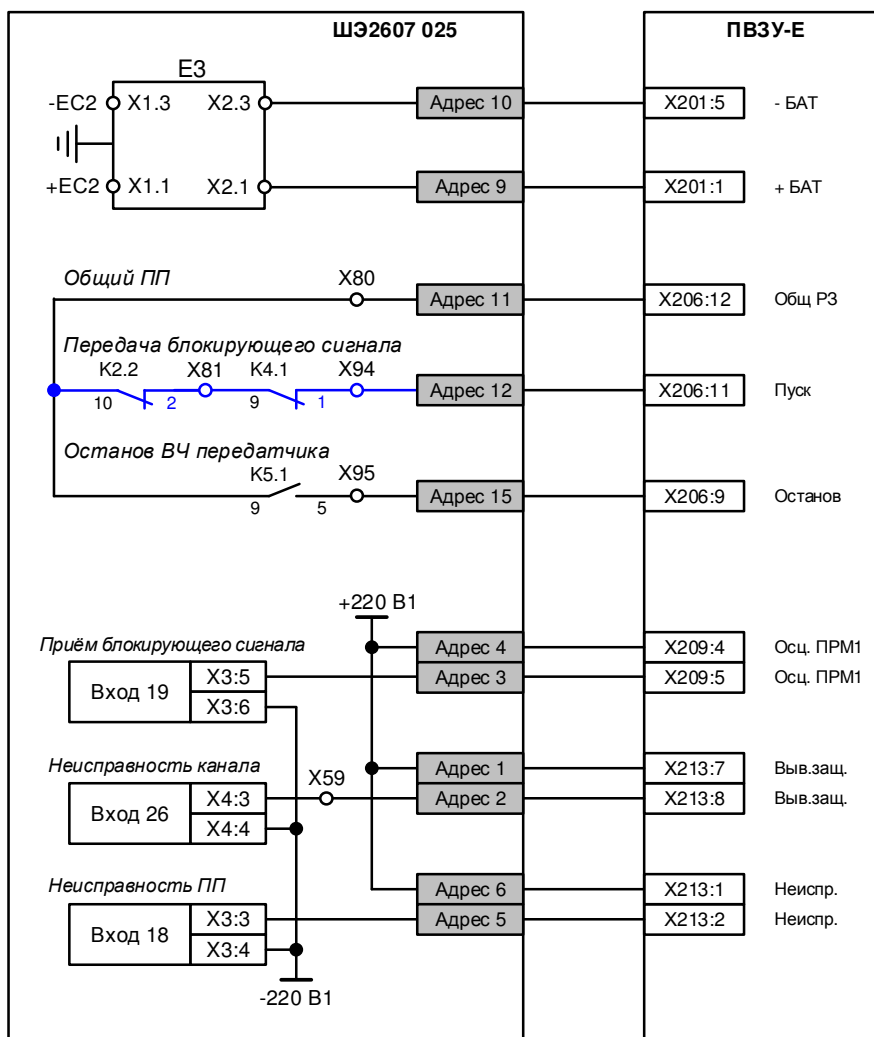 ШЭ2607 025 ПВЗУ-Е
E3
-EC2 X1.3 X2.3 Адрес 10 X201:5 - БАТ
+EC2 X1.1 X2.1 Адрес 9 X201:1 + БАТ
Общий ПП X80 Адрес 11 X206:12 Общ РЗ
Передача блокирующего сигнала
K2.2 X81 K4.1 X94 Адрес 12 X206:11 Пуск
10 2 9 1
Останов ВЧ передатчика
K5.1 X95 Адрес 15 X206:9 Останов
9 5
+220 В1
Приём блокирующего сигнала Адрес 4 X209:4 Осц. ПРМ1
Вход 19 X3:5 Адрес 3 X209:5 Осц. ПРМ1
X3:6
Неисправность канала X59 Адрес 1 X213:7 Выв.защ.
Вход 26 X4:3 Адрес 2 X213:8 Выв.защ.
X4:4
Неисправность ПП Адрес 6 X213:1 Неиспр.
Вход 18 X3:3 Адрес 5 X213:2 Неиспр.
X3:4
-220 В1